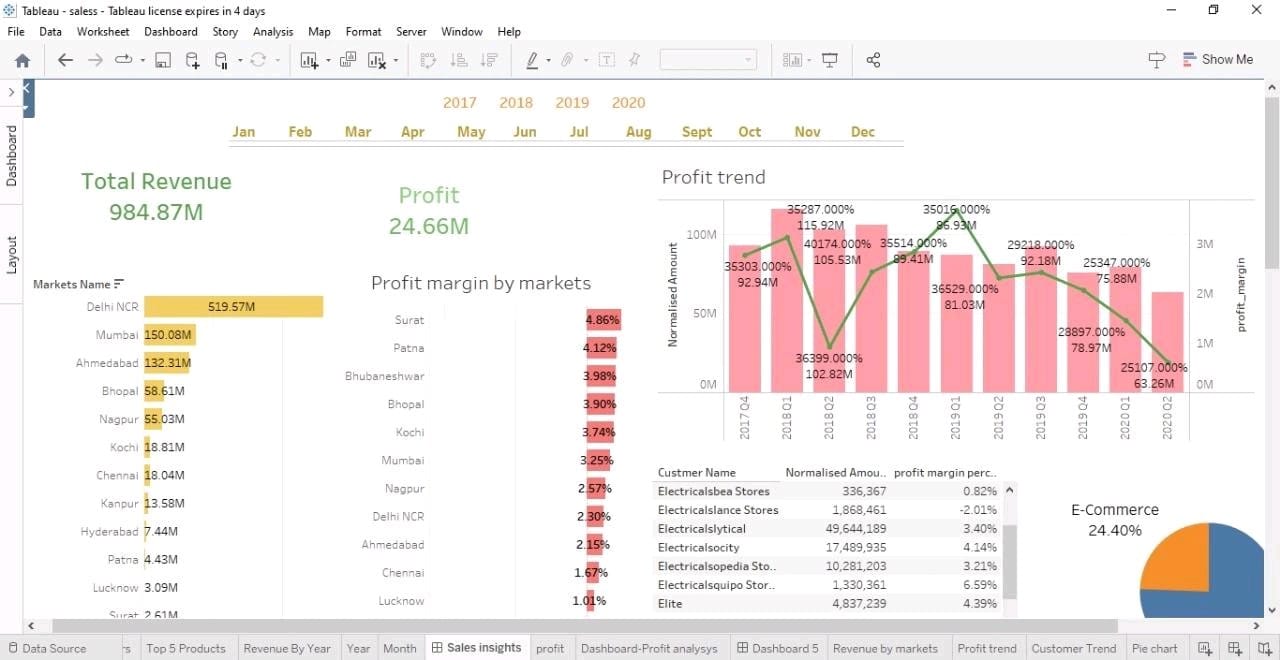 Tableau - saless - Tableau license expires in 4 days
File Data Worksheet Dashboard Story Analysis Map Format Server Window Help
Show Me
Dashboard
Layout
2017 2018 2019 2020
Jan Feb Mar Apr May Jun Jul Aug Sept Oct Nov Dec
Total Revenue
984.87M
Profit
24.66M
Markets Name
Delhi NCR 519.57M
Mumbai 150.08M
Ahmedabad 132.31M
Bhopal 58.61M
Nagpur 55.03M
Kochi 18.81M
Chennai 18.04M
Kanpur 13.58M
Hyderabad 7.44M
Patna 4.43M
Lucknow 3.09M
Surat 2.61M
Profit margin by markets
Surat 4.86%
Patna 4.12%
Bhubaneshwar 3.98%
Bhopal 3.90%
Kochi 3.74%
Mumbai 3.25%
Nagpur 2.57%
Delhi NCR 2.30%
Ahmedabad 2.15%
Chennai 1.67%
Lucknow 1.01%
Profit trend
Normalised Amount
100M
50M
0M
35303.000%
92.94M
35287.000%
115.92M
36399.000%
102.82M
40174.000%
105.53M
35514.000%
89.41M
35016.000%
86.93M
36529.000%
81.03M
29218.000%
92.18M
28897.000%
78.97M
25347.000%
75.88M
25107.000%
63.26M
3M
2M
1M
0M
profit_margin
2017 Q4
2018 Q1
2018 Q2
2018 Q3
2018 Q4
2019 Q1
2019 Q2
2019 Q3
2019 Q4
2020 Q1
2020 Q2
Custmer Name Normalised Amou.. profit margin perc..
Electricalsbea Stores 336,367 0.82%
Electricalslance Stores 1,868,461 -2.01%
Electricalslytical 49,644,189 3.40%
Electricalsocity 17,489,935 4.14%
Electricalsopedia Sto.. 10,281,203 3.21%
Electricalsquipo Stor.. 1,330,361 6.59%
Elite 4,837,239 4.39%
E-Commerce
24.40%
Data Source rs Top 5 Products Revenue By Year Year Month Sales insights profit Dashboard-Profit analysys Dashboard 5 Revenue by markets Profit trend Customer Trend Pie chart